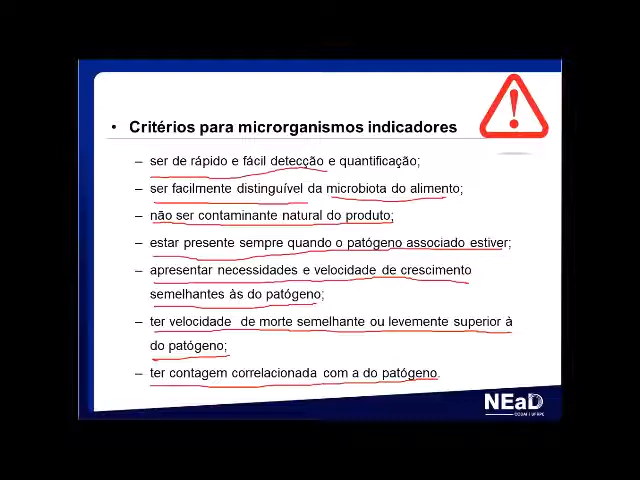 • Critérios para microrganismos indicadores
– ser de rápido e fácil detecção e quantificação;
– ser facilmente distinguível da microbiota do alimento;
– não ser contaminante natural do produto;
– estar presente sempre quando o patógeno associado estiver;
– apresentar necessidades e velocidade de crescimento
semelhantes às do patógeno;
– ter velocidade de morte semelhante ou levemente superior à
do patógeno;
– ter contagem correlacionada com a do patógeno.
NEaD
CODAI / UFRPE